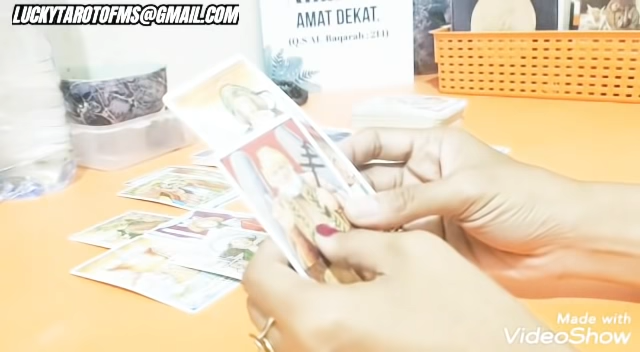 LUCKYTAROTOFMS@GMAIL.COM
AMAT DEKAT.
(Q.S AL-Baqarah : 214)
Made with
VideoShow